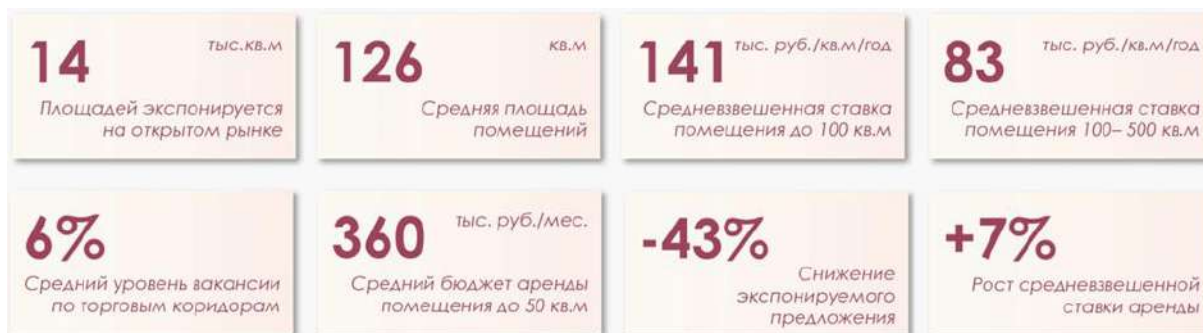 14 тыс.кв.м
Площадей экспонируется
на открытом рынке
126 кв.м
Средняя площадь
помещений
141 тыс. руб./кв.м/год
Средневзвешенная ставка
помещения до 100 кв.м
83 тыс. руб./кв.м/год
Средневзвешенная ставка
помещения 100– 500 кв.м
6%
Средний уровень вакансии
по торговым коридорам
360 тыс. руб./мес.
Средний бюджет аренды
помещения до 50 кв.м
-43%
Снижение
экспонируемого
предложения
+7%
Рост средневзвешенной
ставки аренды